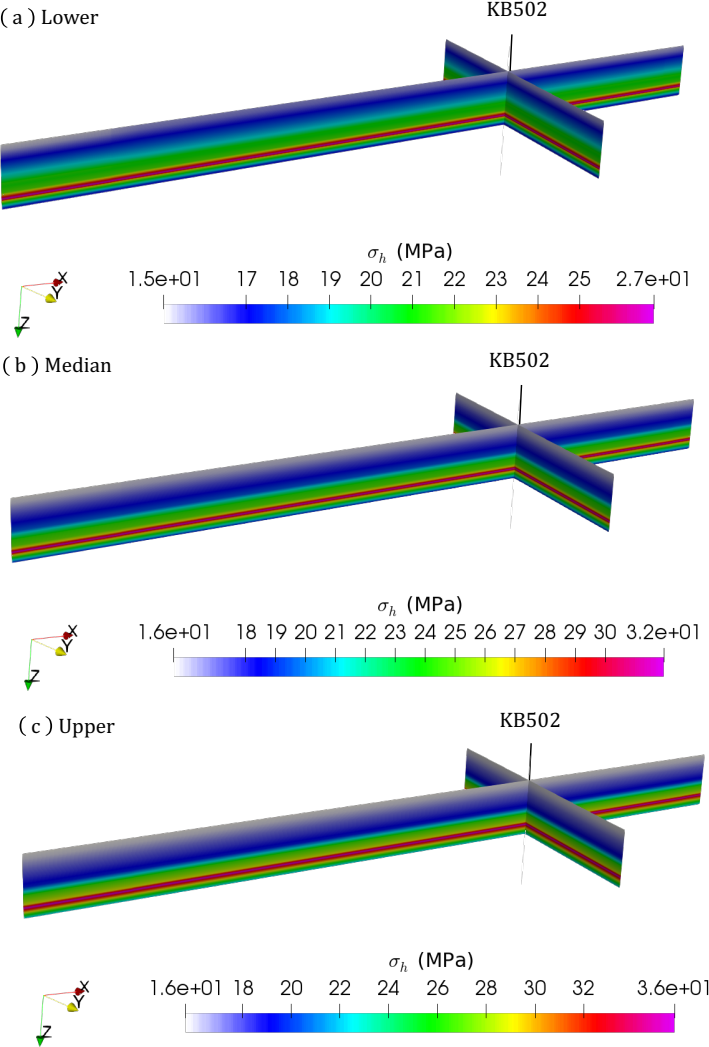 ( a ) Lower
KB502
σh (MPa)
1.5e+01 17 18 19 20 21 22 23 24 25 2.7e+01
X
Y
Z
( b ) Median
KB502
σh (MPa)
1.6e+01 18 19 20 21 22 23 24 25 26 27 28 29 30 3.2e+01
X
Y
Z
( c ) Upper
KB502
σh (MPa)
1.6e+01 18 20 22 24 26 28 30 32 3.6e+01
X
Y
Z